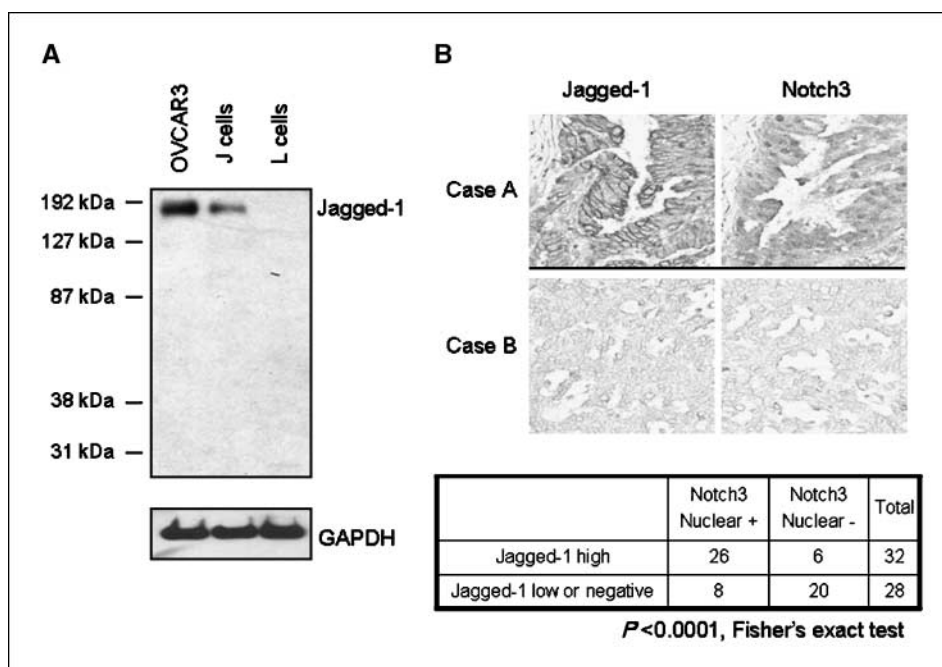 A
OVCAR3
J cells
L cells
192 kDa
127 kDa
87 kDa
38 kDa
31 kDa
Jagged-1
GAPDH
B
Jagged-1 Notch3
Case A
Case B
Notch3 Nuclear + Notch3 Nuclear - Total
Jagged-1 high 26 6 32
Jagged-1 low or negative 8 20 28
P<0.0001, Fisher's exact test